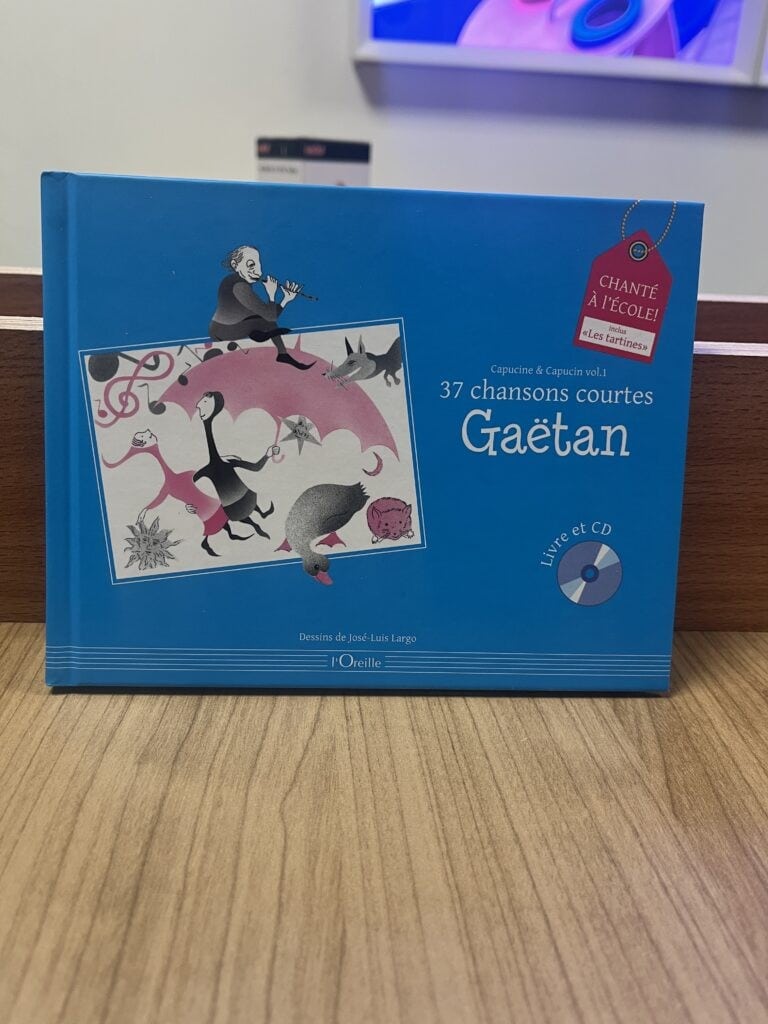 CHANTÉ
À L'ÉCOLE!
inclus
«Les tartines»
Capucine & Capucin vol.1
37 chansons courtes
Gaëtan
Livre et CD
Dessins de José-Luis Largo
l'Oreille